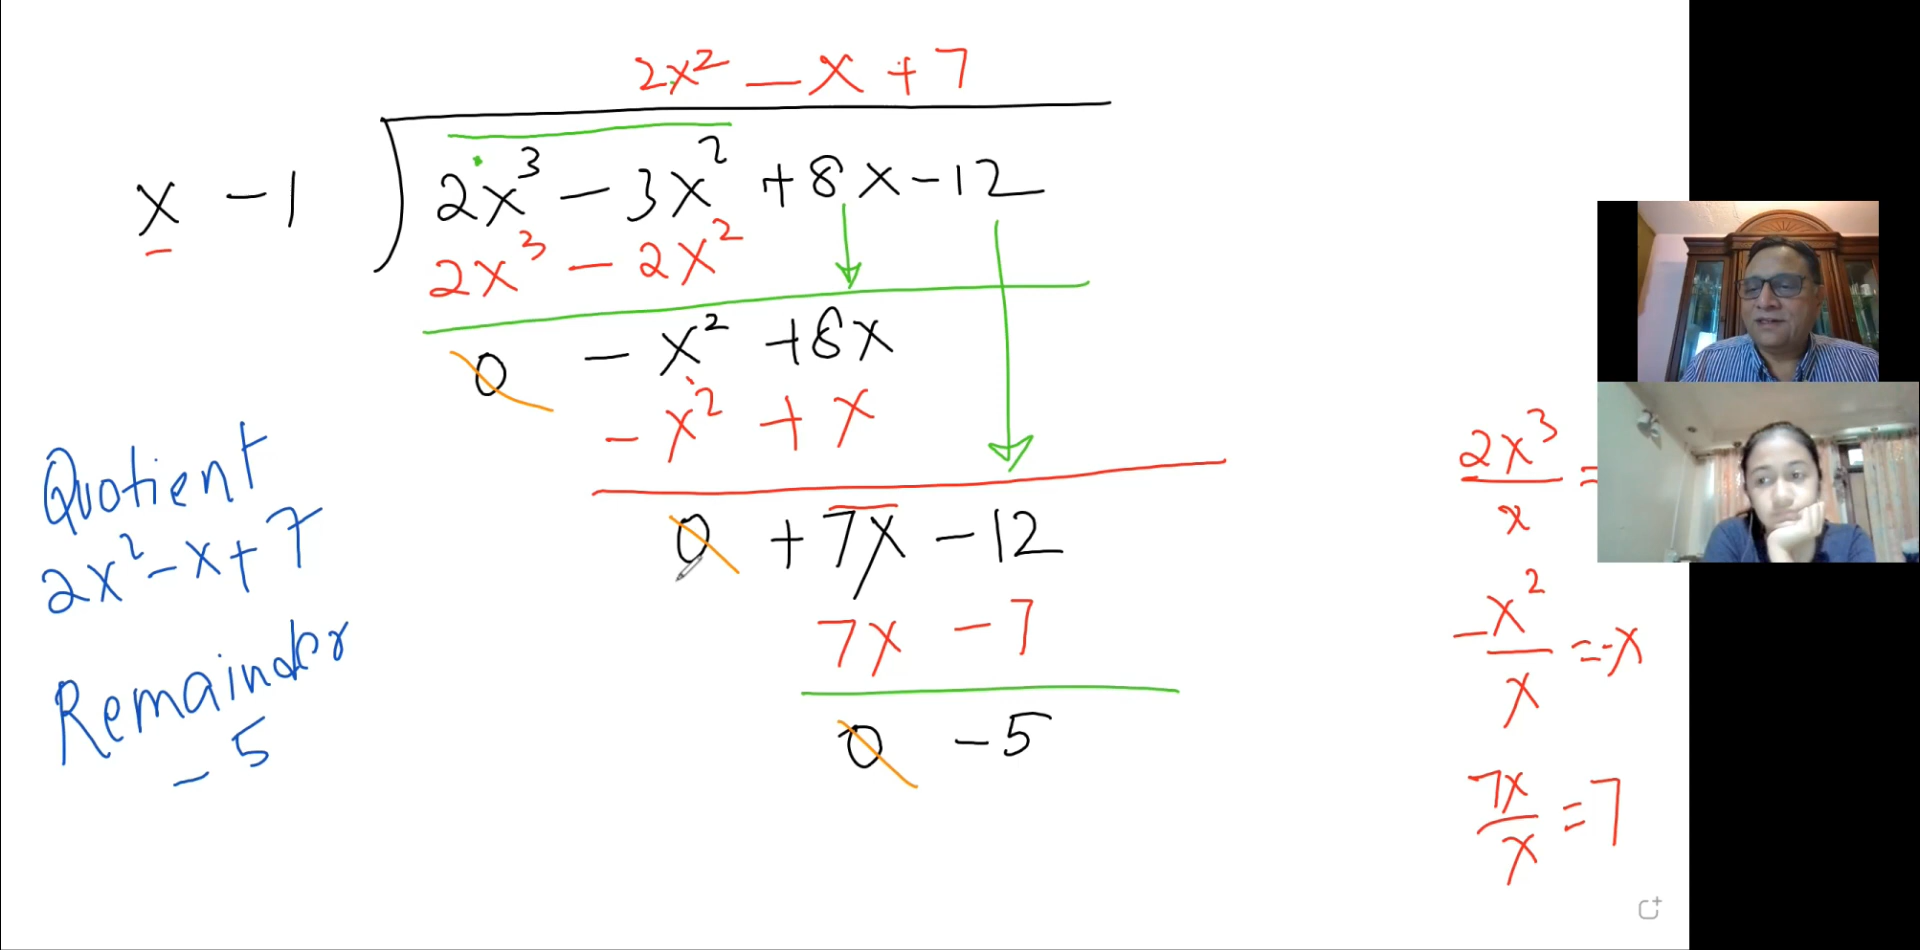 2x² - x + 7
x - 1 2x³ - 3x² + 8x - 12
2x³ - 2x²
0 - x² + 8x
- x² + x
0 + 7x - 12
7x - 7
0 - 5
Quotient
2x² - x + 7
Remainder
- 5
2x³/x =
-x²/x = -x
7x/x = 7